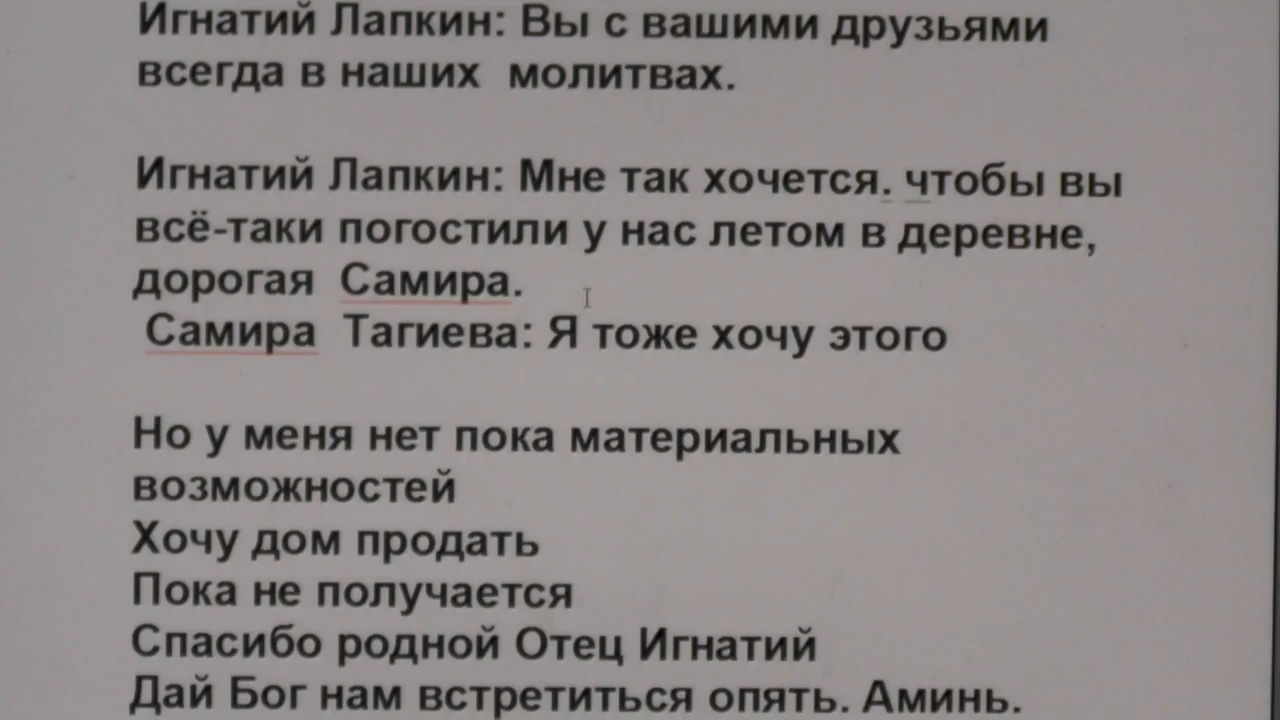 Игнатий Лапкин: Вы с вашими друзьями
всегда в наших  молитвах.
Игнатий Лапкин: Мне так хочется. чтобы вы
всё-таки погостили у нас летом в деревне,
дорогая  Самира.
Самира  Тагиева: Я тоже хочу этого
Но у меня нет пока материальных
возможностей
Хочу дом продать
Пока не получается
Спасибо родной Отец Игнатий
Дай Бог нам встретиться опять. Аминь.